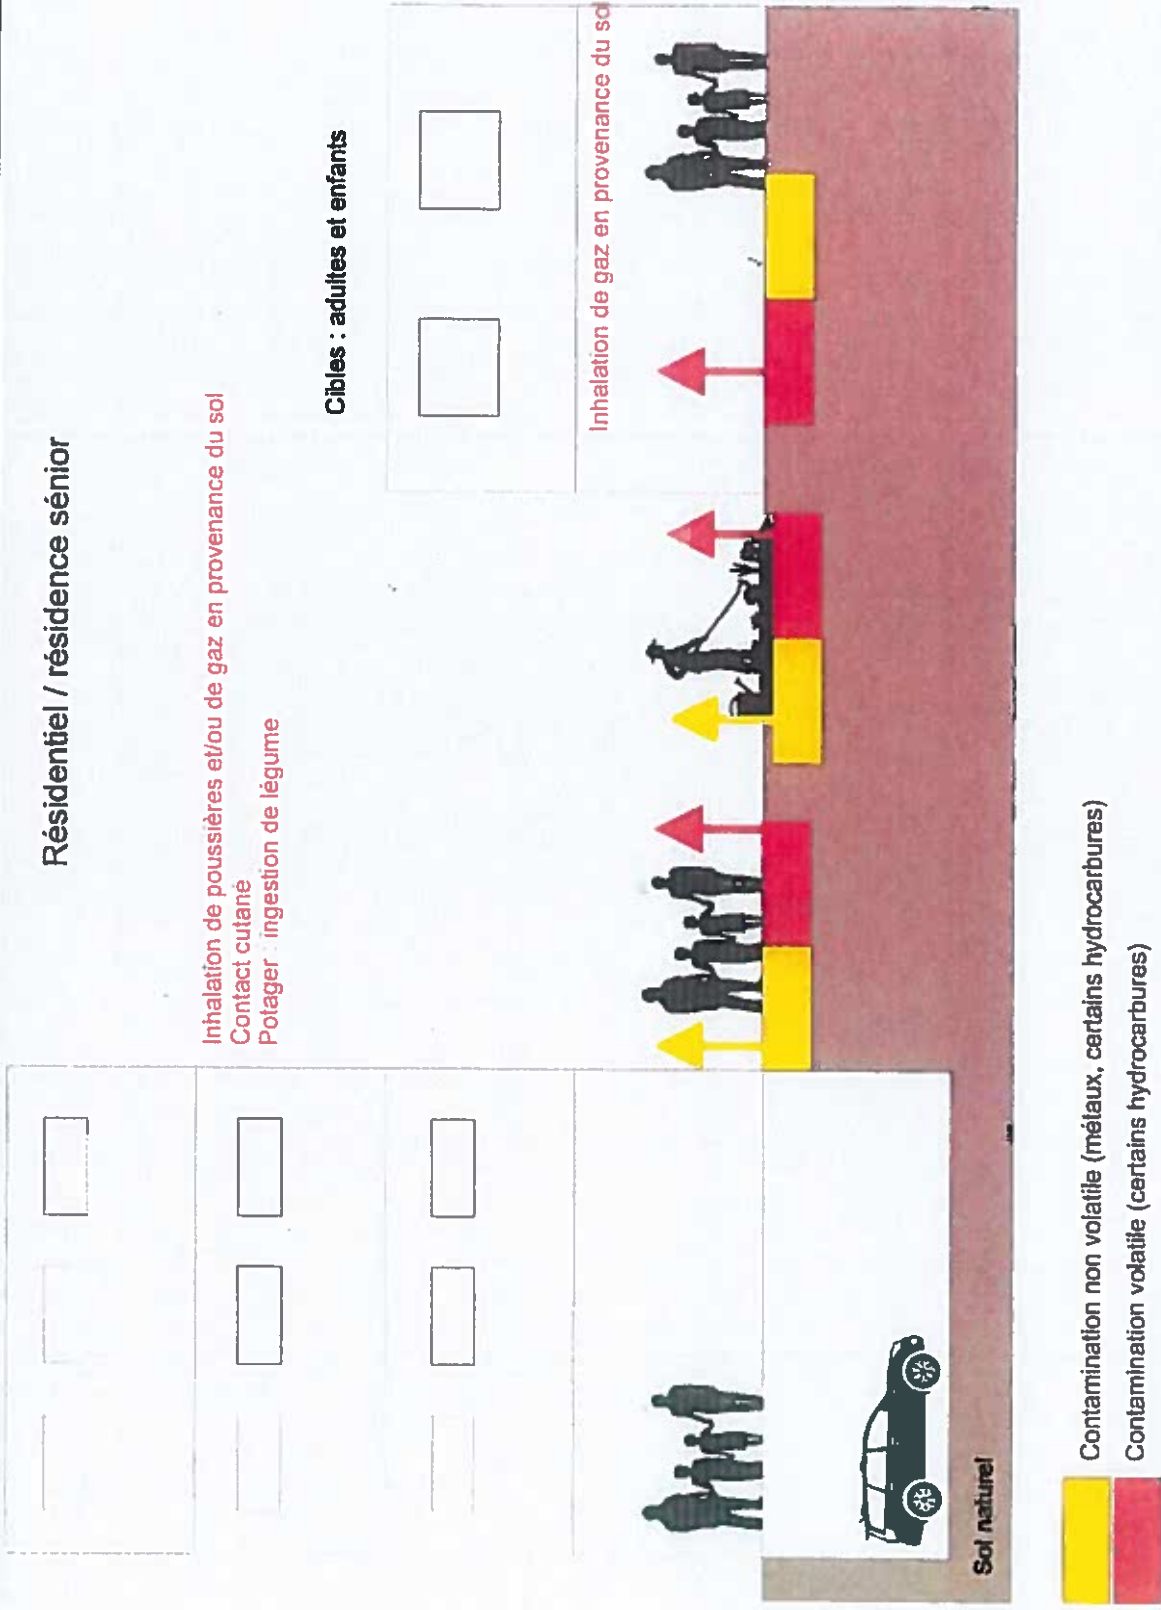 Résidentiel / résidence sénior
Inhalation de poussières et/ou de gaz en provenance du sol
Contact cutané
Potager : ingestion de légume
Cibles : adultes et enfants
Inhalation de gaz en provenance du sol
Sol naturel
Contamination non volatile (métaux, certains hydrocarbures)
Contamination volatile (certains hydrocarbures)